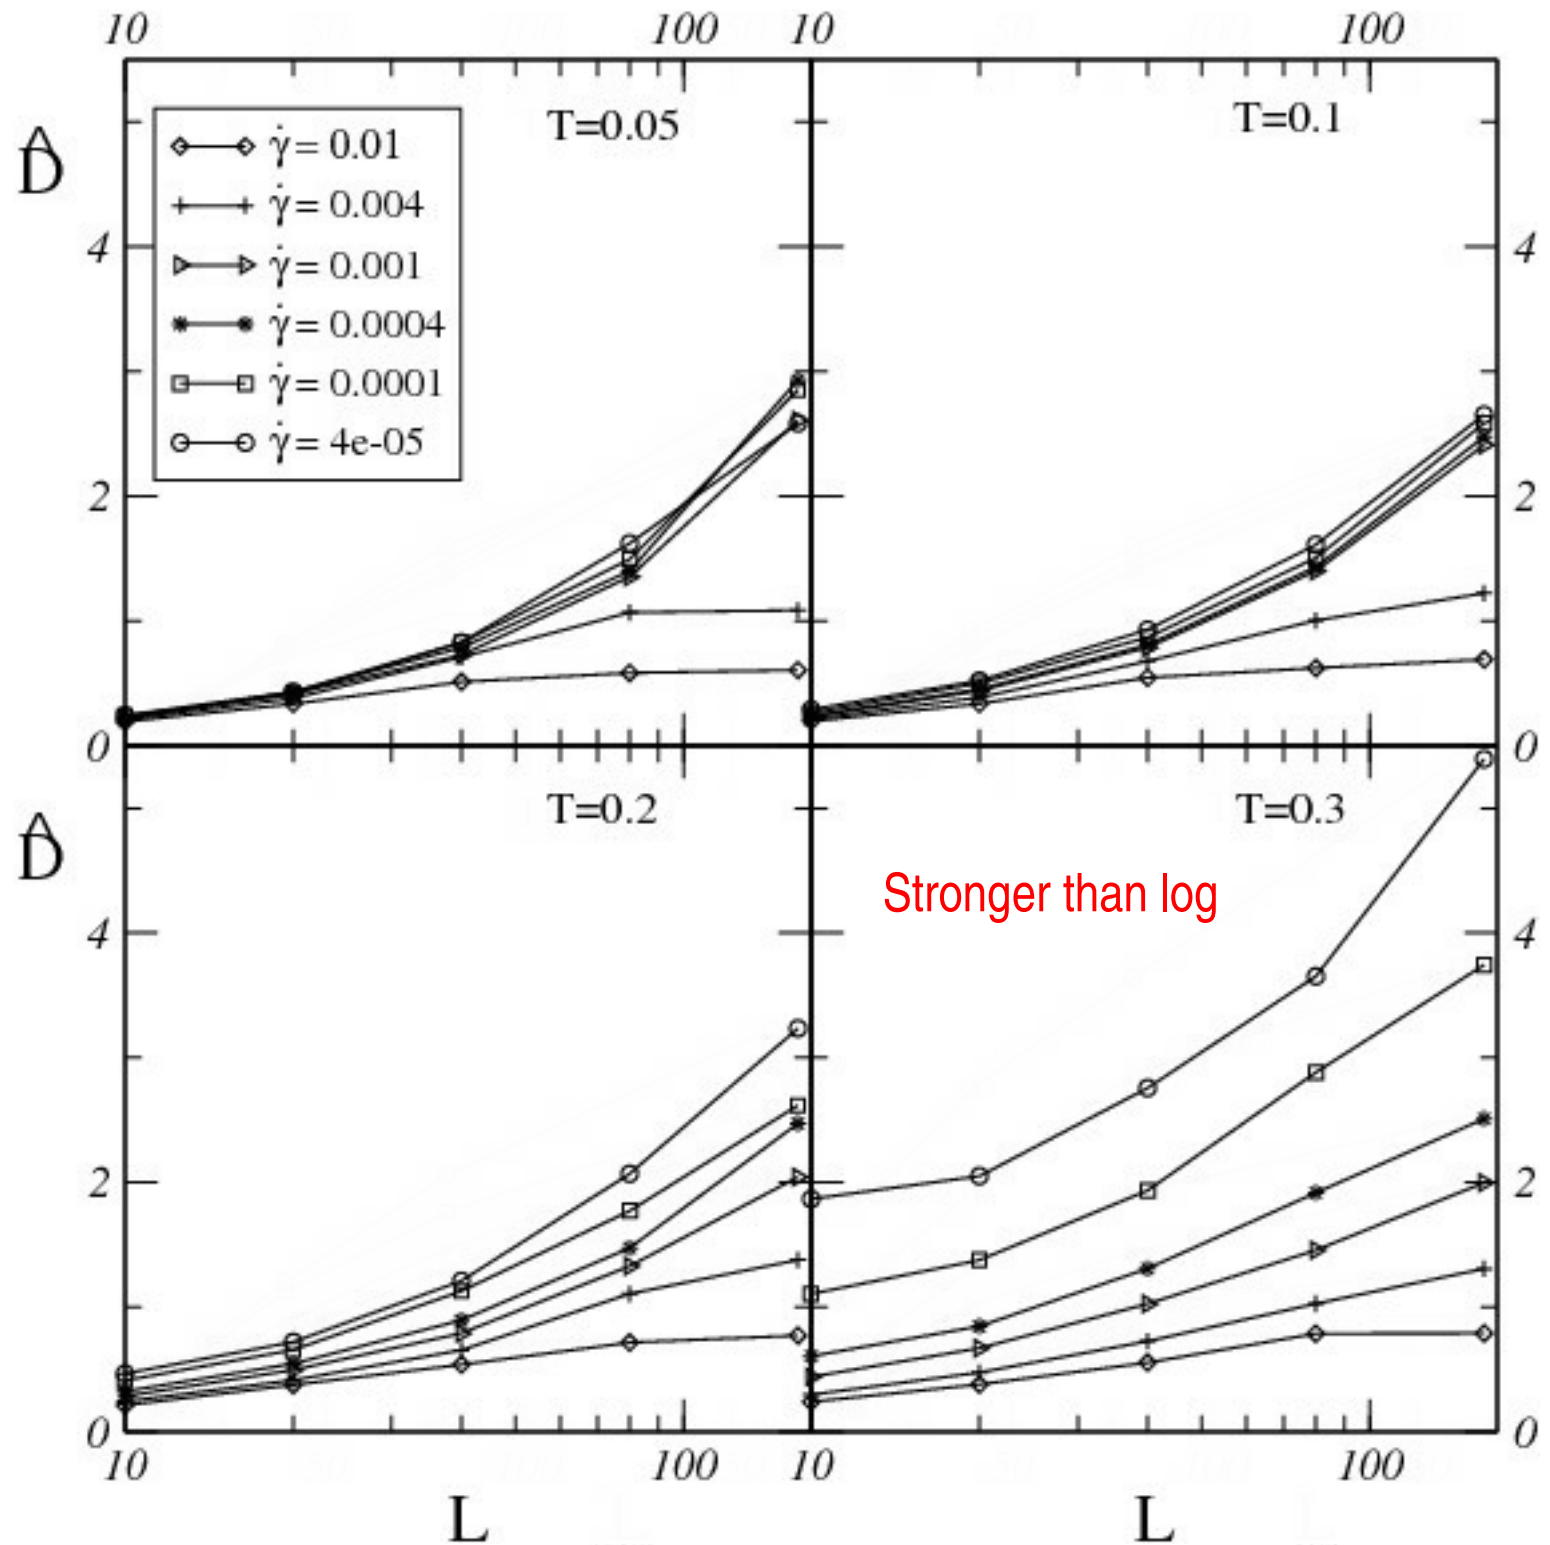 10 100 10 100
D̂
γ̇ = 0.01
γ̇ = 0.004
γ̇ = 0.001
γ̇ = 0.0004
γ̇ = 0.0001
γ̇ = 4e-05
T=0.05
T=0.1
4 4
2 2
0 0
D̂
T=0.2
T=0.3
Stronger than log
4 4
2 2
0 0
10 100 10 100
L L